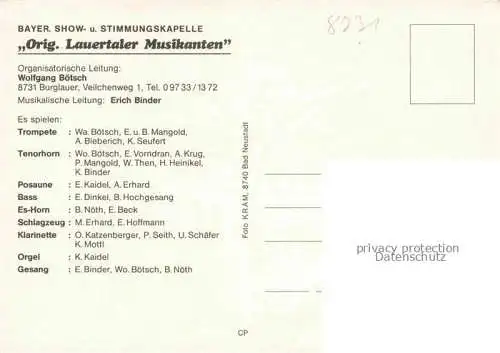 BAYER. SHOW- u. STIMMUNGSKAPELLE
„Orig. Lauertaler Musikanten"
Organisatorische Leitung:
Wolfgang Bötsch
8731 Burglauer, Veilchenweg 1, Tel. 0 97 33 / 13 72
Musikalische Leitung: Erich Binder
Es spielen:
Trompete : Wa. Bötsch, E. u. B. Mangold,
A. Bieberich, K. Seufert
Tenorhorn : Wo. Bötsch, E. Vorndran, A. Krug,
P. Mangold, W. Then, H. Heinikel,
K. Binder
Posaune : E. Kaidel, A. Erhard
Bass : E. Dinkel, B. Hochgesang
Es-Horn : B. Nöth, E. Beck
Schlagzeug : M. Erhard, E. Hoffmann
Klarinette : O. Katzenberger, P. Seith, U. Schäfer
K. Mottl
Orgel : K. Kaidel
Gesang : E. Binder, Wo. Bötsch, B. Nöth
Foto KRAM, 8740 Bad Neustadt
CP
8731
privacy protection
Datenschutz